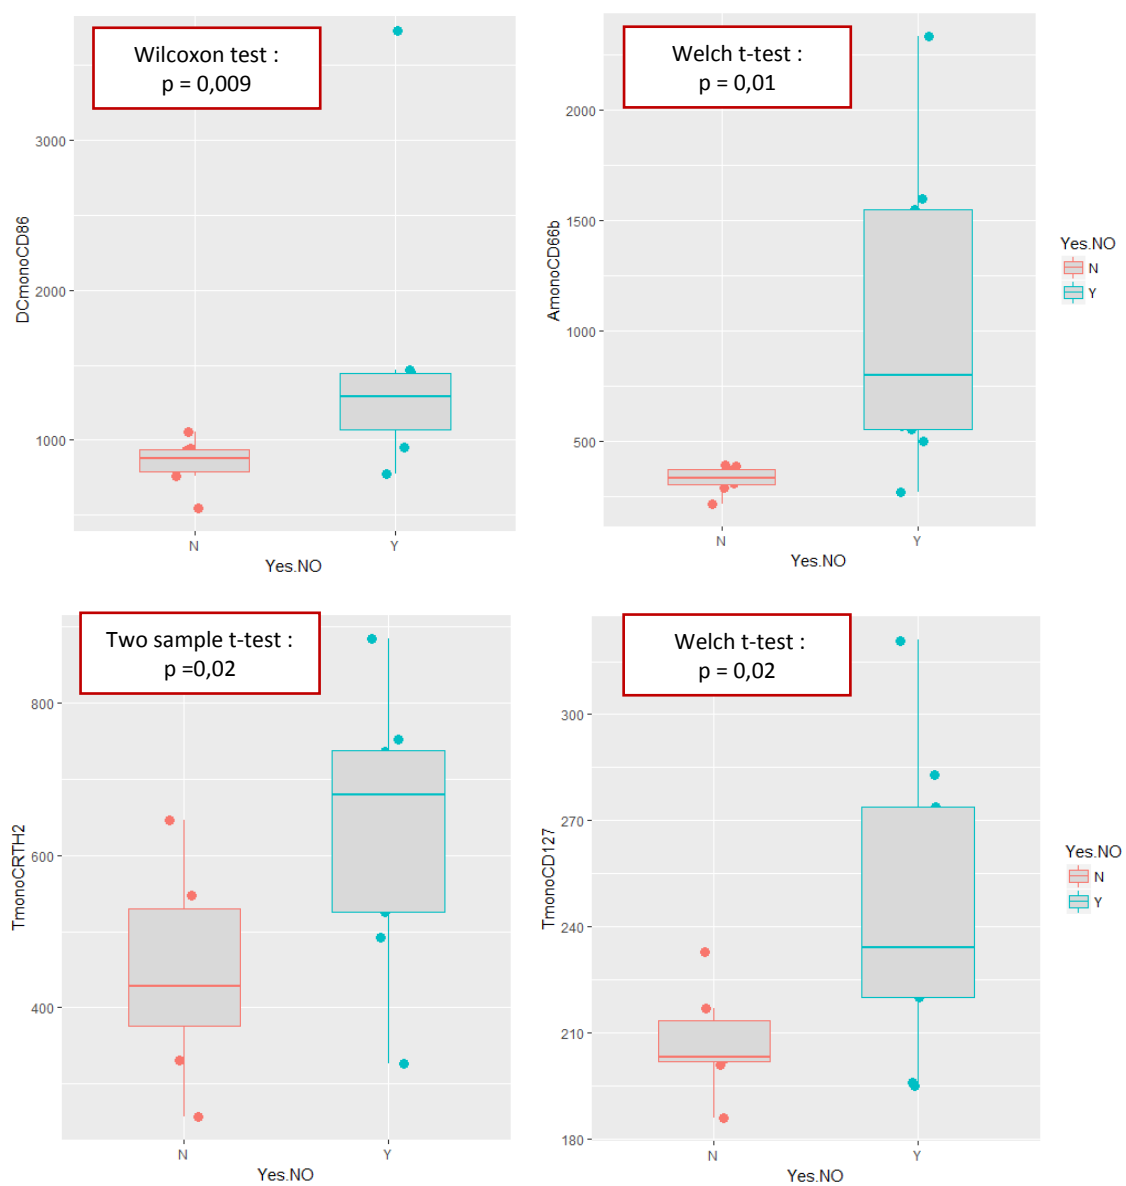 Wilcoxon test :
p = 0,009
DCmonoCD86
3000
2000
1000
N
Y
Yes.NO
Welch t-test :
p = 0,01
AmonoCD66b
2000
1500
1000
500
N
Y
Yes.NO
Yes.NO
N
Y
Two sample t-test :
p =0,02
TmonoCRTH2
800
600
400
N
Y
Yes.NO
Welch t-test :
p = 0,02
TmonoCD127
300
270
240
210
180
N
Y
Yes.NO
Yes.NO
N
Y